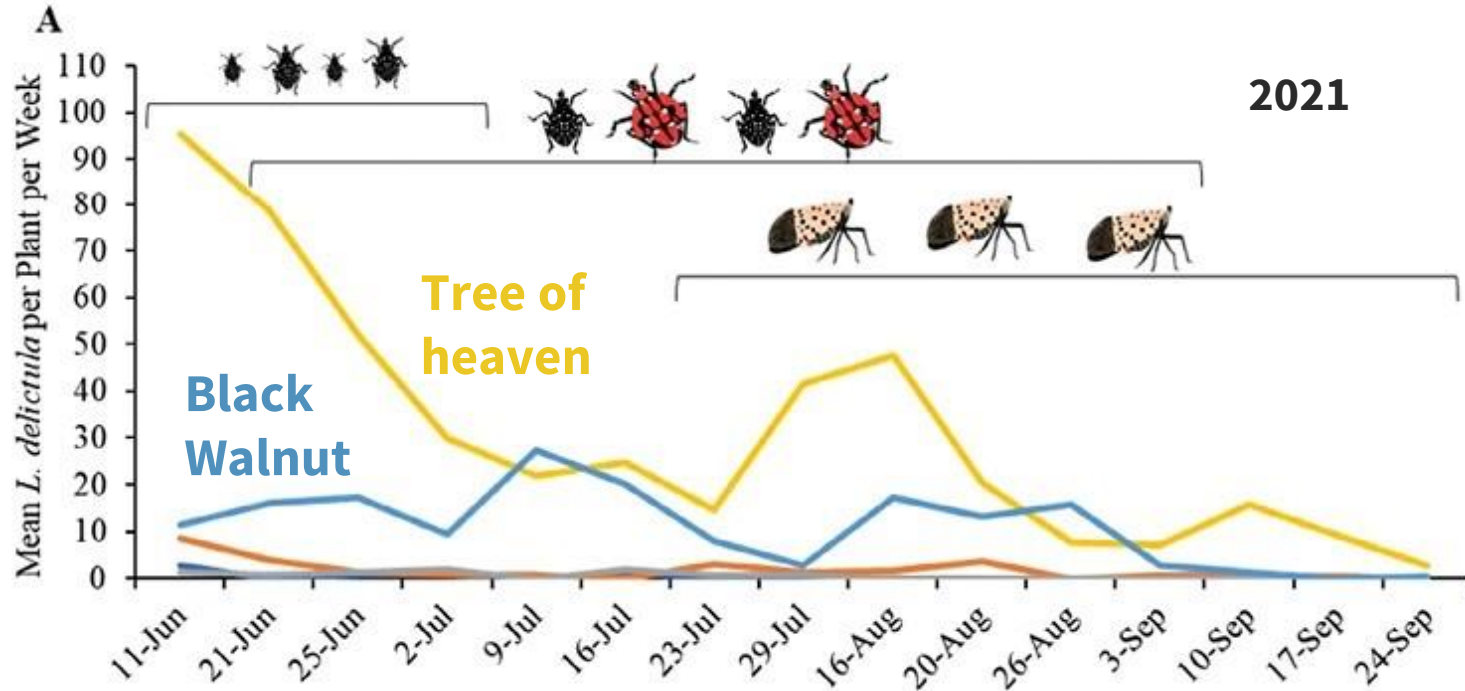 A
Mean L. delictula per Plant per Week
110
100
90
80
70
60
50
40
30
20
10
0
2021
Tree of
heaven
Black
Walnut
11-Jun
21-Jun
25-Jun
2-Jul
9-Jul
16-Jul
23-Jul
29-Jul
16-Aug
20-Aug
26-Aug
3-Sep
10-Sep
17-Sep
24-Sep